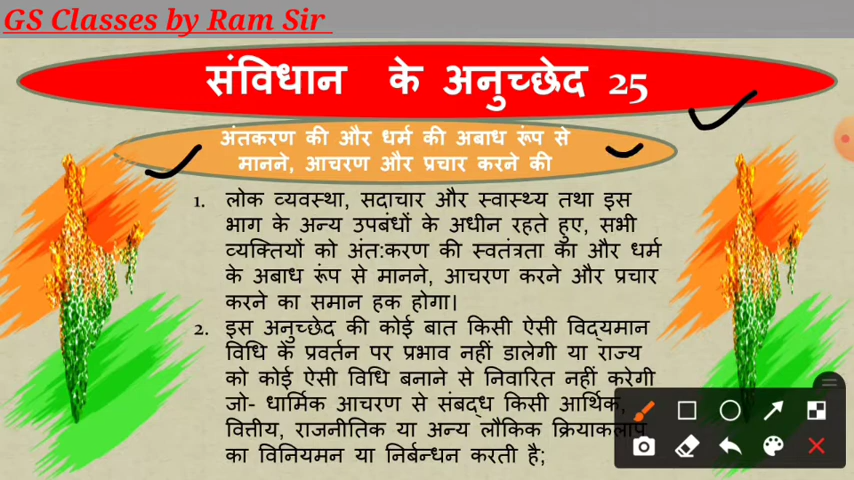 GS Classes by Ram Sir
संविधान के अनुच्छेद 25
अंतकरण की और धर्म की अबाध रूंप से
मानने, आचरण और प्रचार करने की
1. लोक व्यवस्था, सदाचार और स्वास्थ्य तथा इस
भाग के अन्य उपबंधों के अधीन रहते हुए, सभी
व्यक्तियों को अंत:करण की स्वतंत्रता का और धर्म
के अबाध रूंप से मानने, आचरण करने और प्रचार
करने का समान हक होगा।
2. इस अनुच्छेद की कोई बात किसी ऐसी विद्यमान
विधि के प्रवर्तन पर प्रभाव नहीं डालेगी या राज्य
को कोई ऐसी विधि बनाने से निवारित नहीं करेगी
जो- धार्मिक आचरण से संबद्ध किसी आर्थिक,
वित्तीय, राजनीतिक या अन्य लौकिक क्रियाकलाप
का विनियमन या निर्बन्धन करती है;